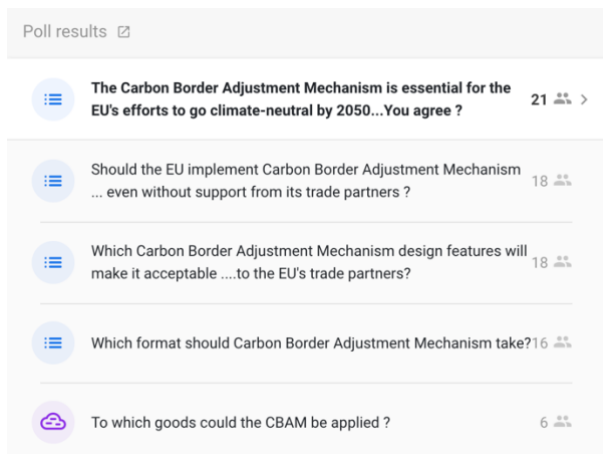 Poll results
The Carbon Border Adjustment Mechanism is essential for the
EU's efforts to go climate-neutral by 2050...You agree ?
21
Should the EU implement Carbon Border Adjustment Mechanism
... even without support from its trade partners ?
18
Which Carbon Border Adjustment Mechanism design features will
make it acceptable ....to the EU's trade partners?
18
Which format should Carbon Border Adjustment Mechanism take?
16
To which goods could the CBAM be applied ?
6